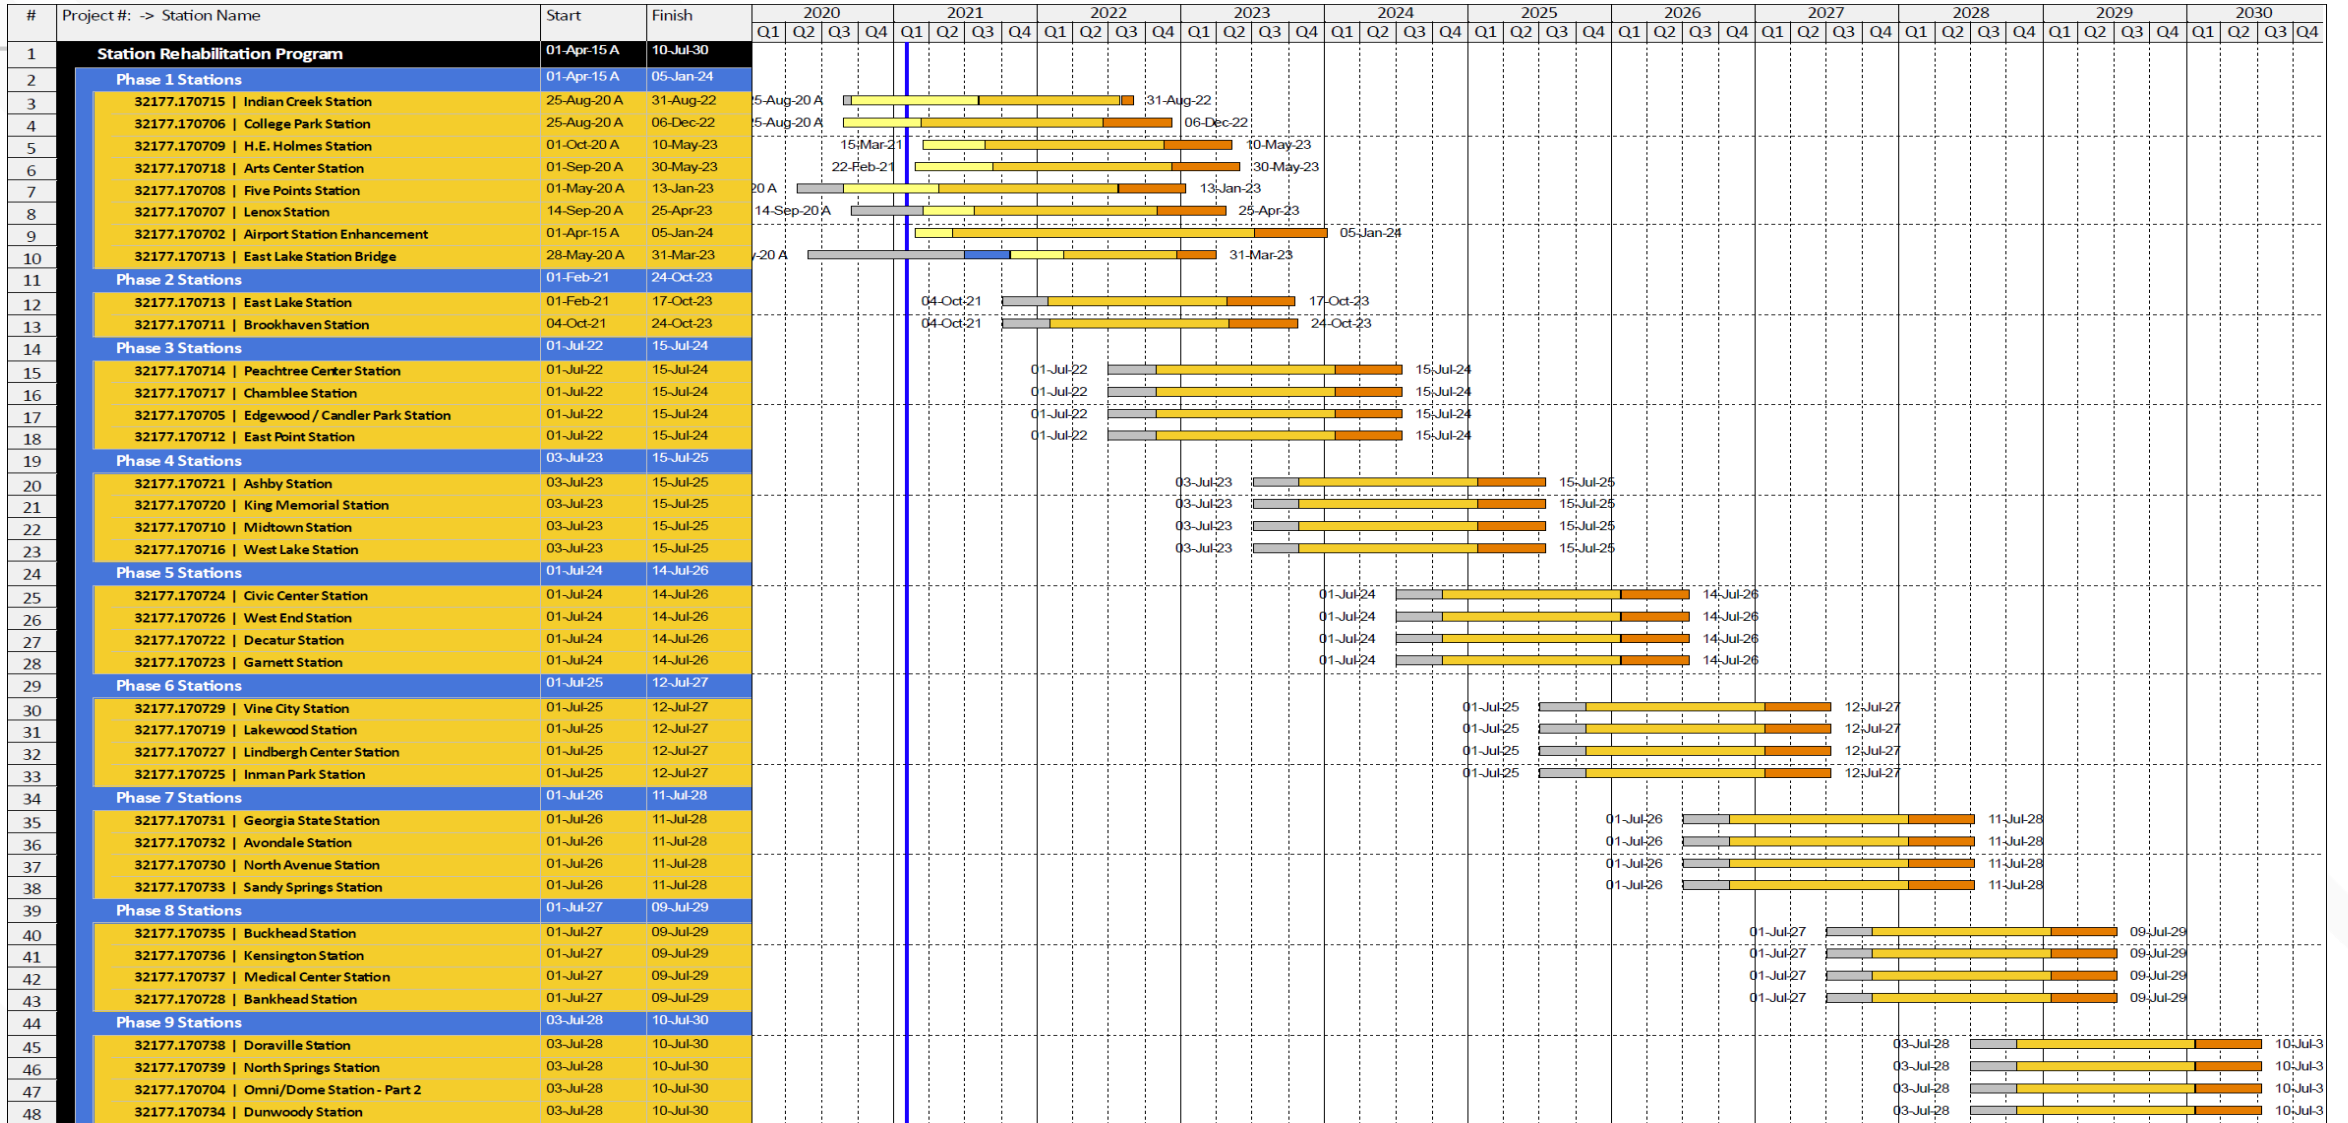 # Project #: -> Station Name Start Finish 2020 2021 2022 2023 2024 2025 2026 2027 2028 2029 2030
Q1 Q2 Q3 Q4 Q1 Q2 Q3 Q4 Q1 Q2 Q3 Q4 Q1 Q2 Q3 Q4 Q1 Q2 Q3 Q4 Q1 Q2 Q3 Q4 Q1 Q2 Q3 Q4 Q1 Q2 Q3 Q4 Q1 Q2 Q3 Q4 Q1 Q2 Q3 Q4 Q1 Q2 Q3 Q4
1 Station Rehabilitation Program 01-Apr-15 A 10-Jul-30
2 Phase 1 Stations 01-Apr-15 A 05-Jan-24
3 32177.170715 | Indian Creek Station 25-Aug-20 A 31-Aug-22 5-Aug-20 A 31-Aug-22
4 32177.170706 | College Park Station 25-Aug-20 A 06-Dec-22 5-Aug-20 A 06-Dec-22
5 32177.170709 | H.E. Holmes Station 01-Oct-20 A 10-May-23 15-Mar-21 10-May-23
6 32177.170718 | Arts Center Station 01-Sep-20 A 30-May-23 22-Feb-21 30-May-23
7 32177.170708 | Five Points Station 01-May-20 A 13-Jan-23 20 A 13-Jan-23
8 32177.170707 | Lenox Station 14-Sep-20 A 25-Apr-23 14-Sep-20 A 25-Apr-23
9 32177.170702 | Airport Station Enhancement 01-Apr-15 A 05-Jan-24 05-Jan-24
10 32177.170713 | East Lake Station Bridge 28-May-20 A 31-Mar-23 -20 A 31-Mar-23
11 Phase 2 Stations 01-Feb-21 24-Oct-23
12 32177.170713 | East Lake Station 01-Feb-21 17-Oct-23 04-Oct-21 17-Oct-23
13 32177.170711 | Brookhaven Station 04-Oct-21 24-Oct-23 04-Oct-21 24-Oct-23
14 Phase 3 Stations 01-Jul-22 15-Jul-24
15 32177.170714 | Peachtree Center Station 01-Jul-22 15-Jul-24 01-Jul-22 15-Jul-24
16 32177.170717 | Chamblee Station 01-Jul-22 15-Jul-24 01-Jul-22 15-Jul-24
17 32177.170705 | Edgewood / Candler Park Station 01-Jul-22 15-Jul-24 01-Jul-22 15-Jul-24
18 32177.170712 | East Point Station 01-Jul-22 15-Jul-24 01-Jul-22 15-Jul-24
19 Phase 4 Stations 03-Jul-23 15-Jul-25
20 32177.170721 | Ashby Station 03-Jul-23 15-Jul-25 03-Jul-23 15-Jul-25
21 32177.170720 | King Memorial Station 03-Jul-23 15-Jul-25 03-Jul-23 15-Jul-25
22 32177.170710 | Midtown Station 03-Jul-23 15-Jul-25 03-Jul-23 15-Jul-25
23 32177.170716 | West Lake Station 03-Jul-23 15-Jul-25 03-Jul-23 15-Jul-25
24 Phase 5 Stations 01-Jul-24 14-Jul-26
25 32177.170724 | Civic Center Station 01-Jul-24 14-Jul-26 01-Jul-24 14-Jul-26
26 32177.170726 | West End Station 01-Jul-24 14-Jul-26 01-Jul-24 14-Jul-26
27 32177.170722 | Decatur Station 01-Jul-24 14-Jul-26 01-Jul-24 14-Jul-26
28 32177.170723 | Garnett Station 01-Jul-24 14-Jul-26 01-Jul-24 14-Jul-26
29 Phase 6 Stations 01-Jul-25 12-Jul-27
30 32177.170729 | Vine City Station 01-Jul-25 12-Jul-27 01-Jul-25 12-Jul-27
31 32177.170719 | Lakewood Station 01-Jul-25 12-Jul-27 01-Jul-25 12-Jul-27
32 32177.170727 | Lindbergh Center Station 01-Jul-25 12-Jul-27 01-Jul-25 12-Jul-27
33 32177.170725 | Inman Park Station 01-Jul-25 12-Jul-27 01-Jul-25 12-Jul-27
34 Phase 7 Stations 01-Jul-26 11-Jul-28
35 32177.170731 | Georgia State Station 01-Jul-26 11-Jul-28 01-Jul-26 11-Jul-28
36 32177.170732 | Avondale Station 01-Jul-26 11-Jul-28 01-Jul-26 11-Jul-28
37 32177.170730 | North Avenue Station 01-Jul-26 11-Jul-28 01-Jul-26 11-Jul-28
38 32177.170733 | Sandy Springs Station 01-Jul-26 11-Jul-28 01-Jul-26 11-Jul-28
39 Phase 8 Stations 01-Jul-27 09-Jul-29
40 32177.170735 | Buckhead Station 01-Jul-27 09-Jul-29 01-Jul-27 09-Jul-29
41 32177.170736 | Kensington Station 01-Jul-27 09-Jul-29 01-Jul-27 09-Jul-29
42 32177.170737 | Medical Center Station 01-Jul-27 09-Jul-29 01-Jul-27 09-Jul-29
43 32177.170728 | Bankhead Station 01-Jul-27 09-Jul-29 01-Jul-27 09-Jul-29
44 Phase 9 Stations 03-Jul-28 10-Jul-30
45 32177.170738 | Doraville Station 03-Jul-28 10-Jul-30 03-Jul-28 10-Jul-3
46 32177.170739 | North Springs Station 03-Jul-28 10-Jul-30 03-Jul-28 10-Jul-3
47 32177.170704 | Omni/Dome Station - Part 2 03-Jul-28 10-Jul-30 03-Jul-28 10-Jul-3
48 32177.170734 | Dunwoody Station 03-Jul-28 10-Jul-30 03-Jul-28 10-Jul-3